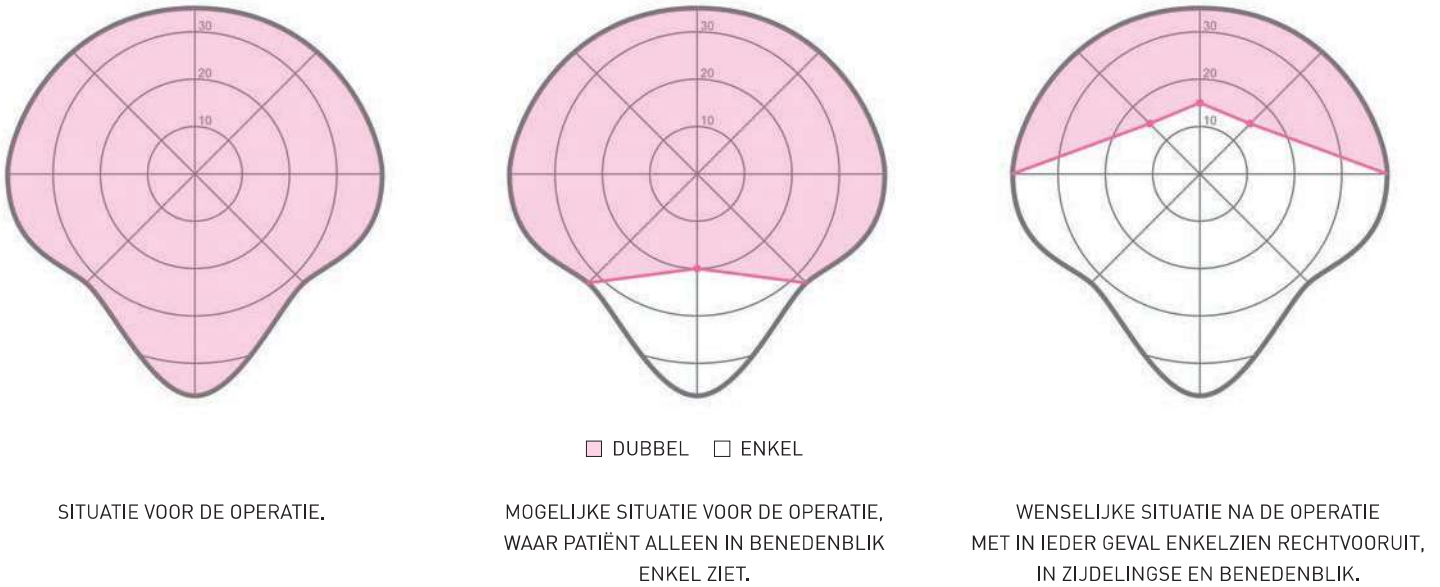 30
20
10
30
20
10
30
20
10
DUBBEL ENKEL
SITUATIE VOOR DE OPERATIE.
MOGELIJKE SITUATIE VOOR DE OPERATIE,
WAAR PATIËNT ALLEEN IN BENEDENBLIK
ENKEL ZIET.
WENSELIJKE SITUATIE NA DE OPERATIE
MET IN IEDER GEVAL ENKELZIEN RECHTVOORUIT,
IN ZIJDELINGSE EN BENEDENBLIK.